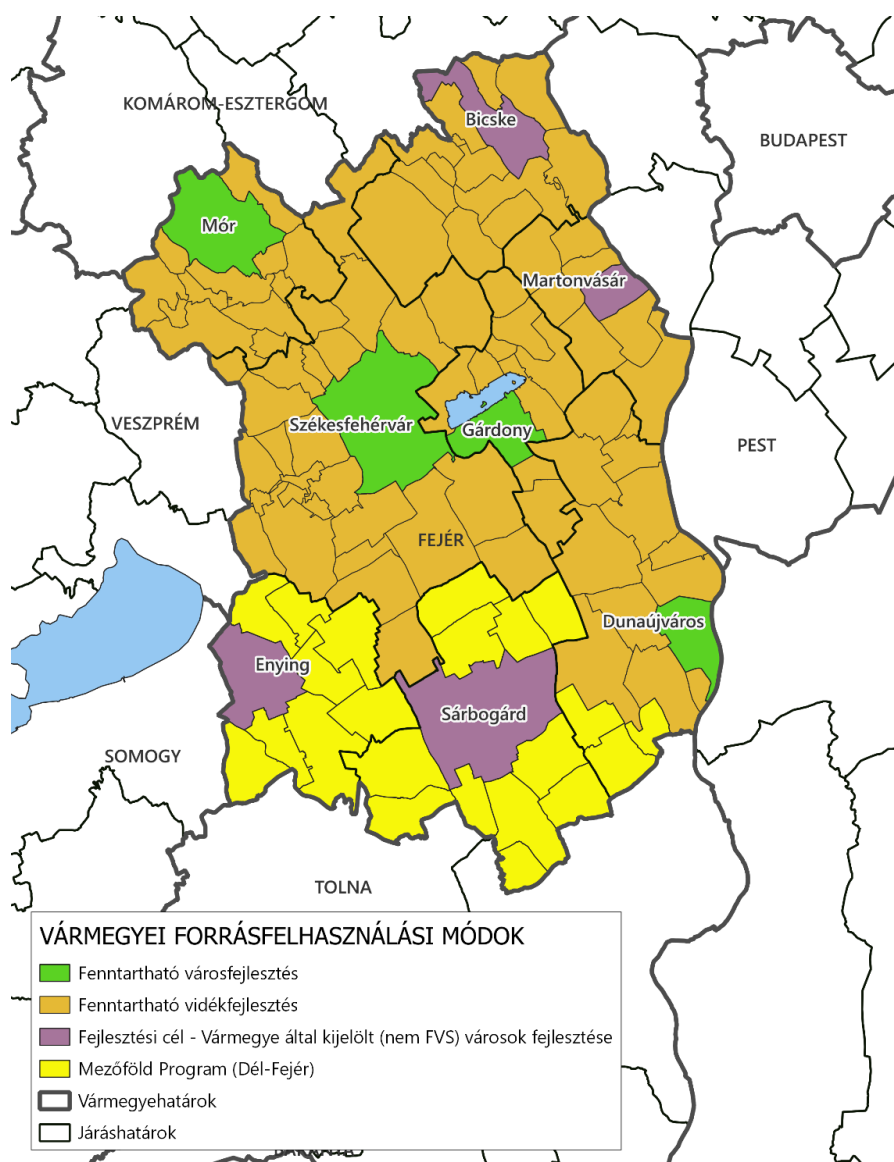 KOMÁROM-ESZTERGOM
Bicske
BUDAPEST
Mór
Martonvásár
VESZPRÉM
Székesfehérvár
Gárdony
PEST
FEJÉR
Dunaújváros
Enying
Sárbogárd
SOMOGY
TOLNA
VÁRMEGYEI FORRÁSFELHASZNÁLÁSI MÓDOK
Fenntartható városfejlesztés
Fenntartható vidékfejlesztés
Fejlesztési cél - Vármegye által kijelölt (nem FVS) városok fejlesztése
Mezőföld Program (Dél-Fejér)
Vármegyehatárok
Járáshatárok